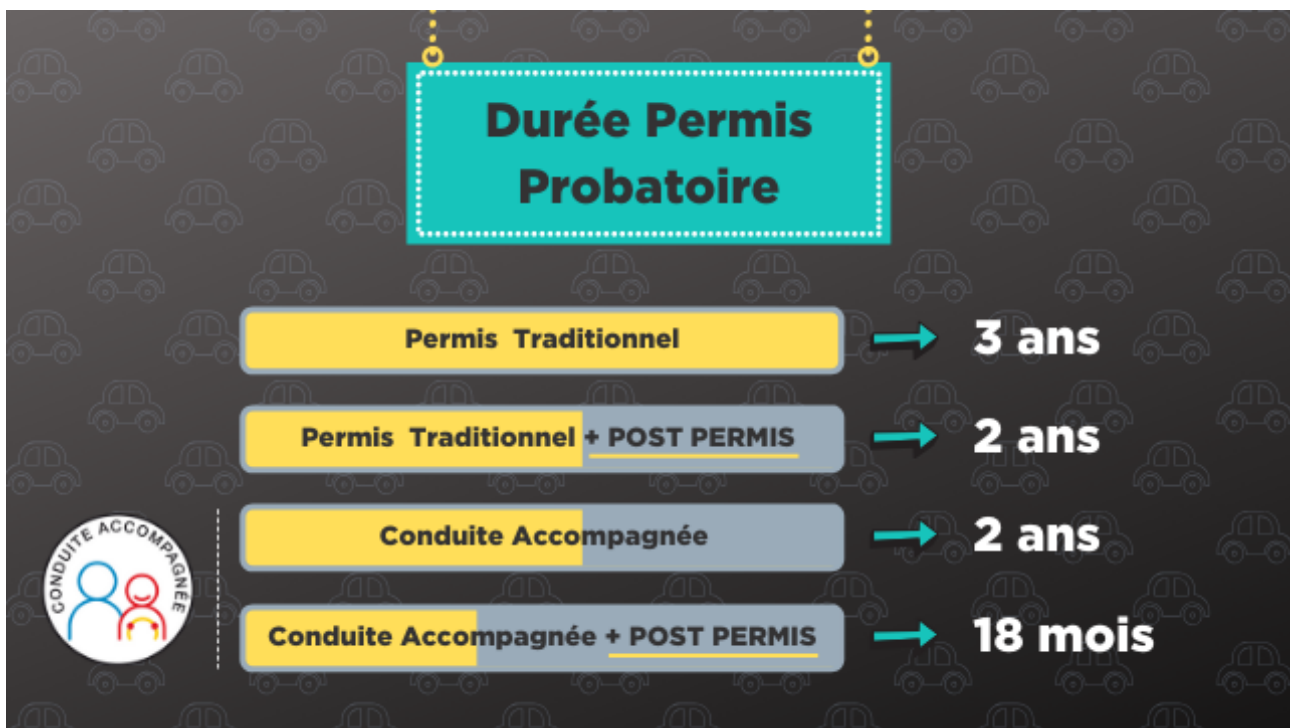 Durée Permis
Probatoire
Permis Traditionnel
3 ans
Permis Traditionnel + POST PERMIS
2 ans
Conduite Accompagnée
2 ans
CONDUITE ACCOMPAGNÉE
Conduite Accompagnée + POST PERMIS
18 mois